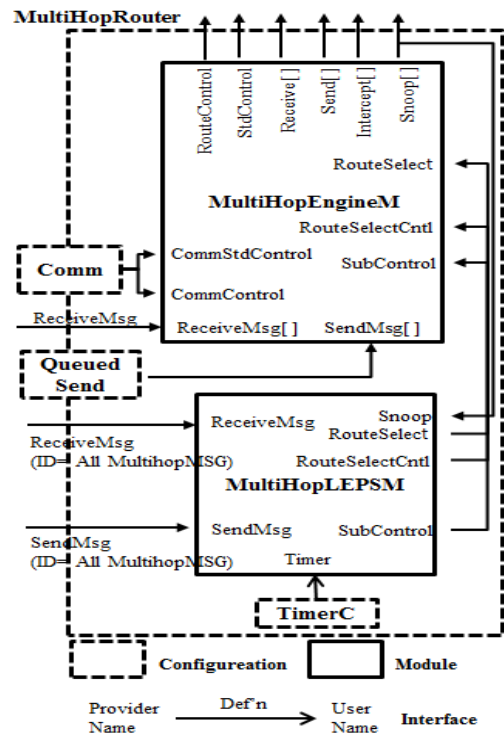 MultiHopRouter
RouteControl
StdControl
Receive[ ]
Send[ ]
Intercept[ ]
Snoop[ ]
RouteSelect
MultiHopEngineM
RouteSelectCntl
Comm
CommStdControl
SubControl
CommControl
ReceiveMsg
ReceiveMsg[ ]
SendMsg[ ]
Queued
Send
Snoop
ReceiveMsg
RouteSelect
ReceiveMsg
(ID= All MultihopMSG)
RouteSelectCntl
MultiHopLEPSM
SendMsg
SubControl
SendMsg
(ID= All MultihopMSG)
Timer
TimerC
Configureation
Module
Provider
Name
Def'n
User
Name
Interface